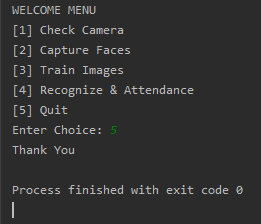 WELCOME MENU
[1] Check Camera
[2] Capture Faces
[3] Train Images
[4] Recognize & Attendance
[5] Quit
Enter Choice: 5
Thank You
Process finished with exit code 0